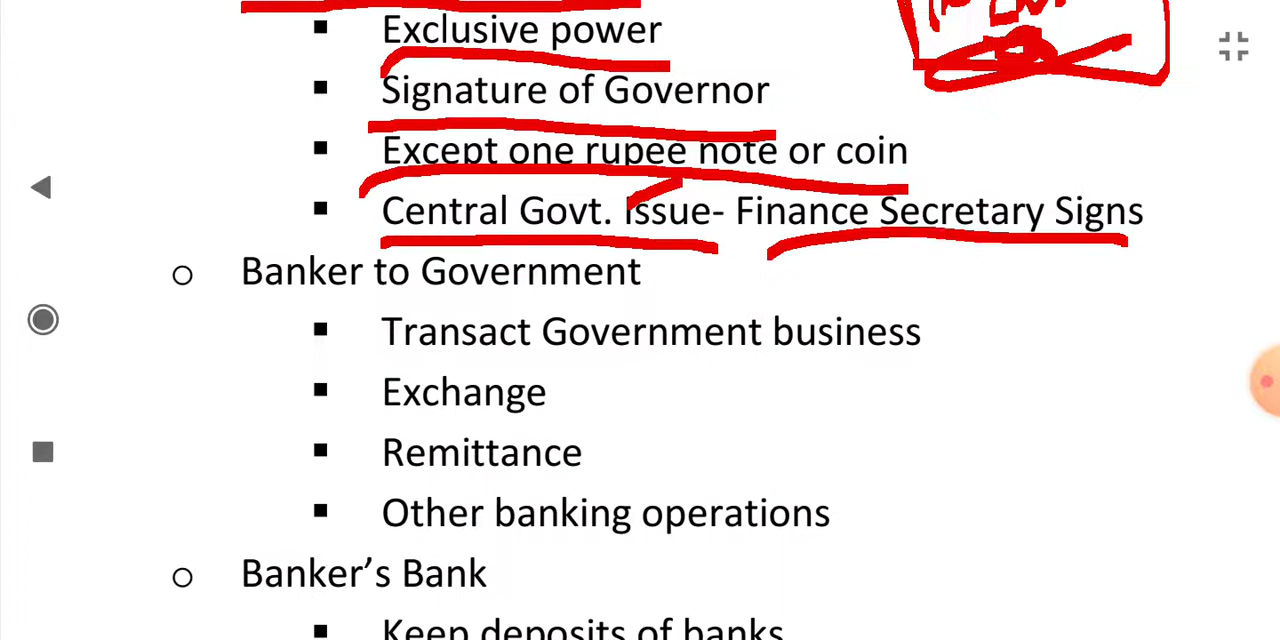 Exclusive power
Signature of Governor
Except one rupee note or coin
Central Govt. Issue- Finance Secretary Signs
Banker to Government
Transact Government business
Exchange
Remittance
Other banking operations
Banker’s Bank
Keep deposits of banks